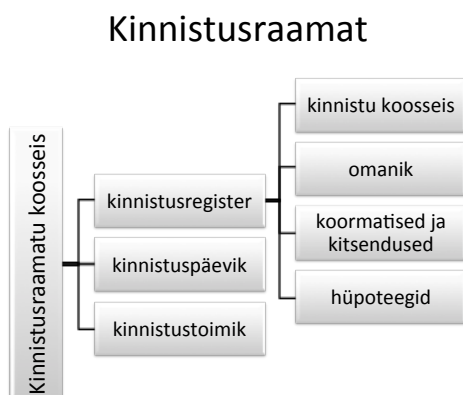 Kinnistusraamat
Kinnistusraamatu koosseis
kinnistusregister
kinnistuspäevik
kinnistustoimik
kinnistu koosseis
omanik
koormatised ja
kitsendused
hüpoteegid